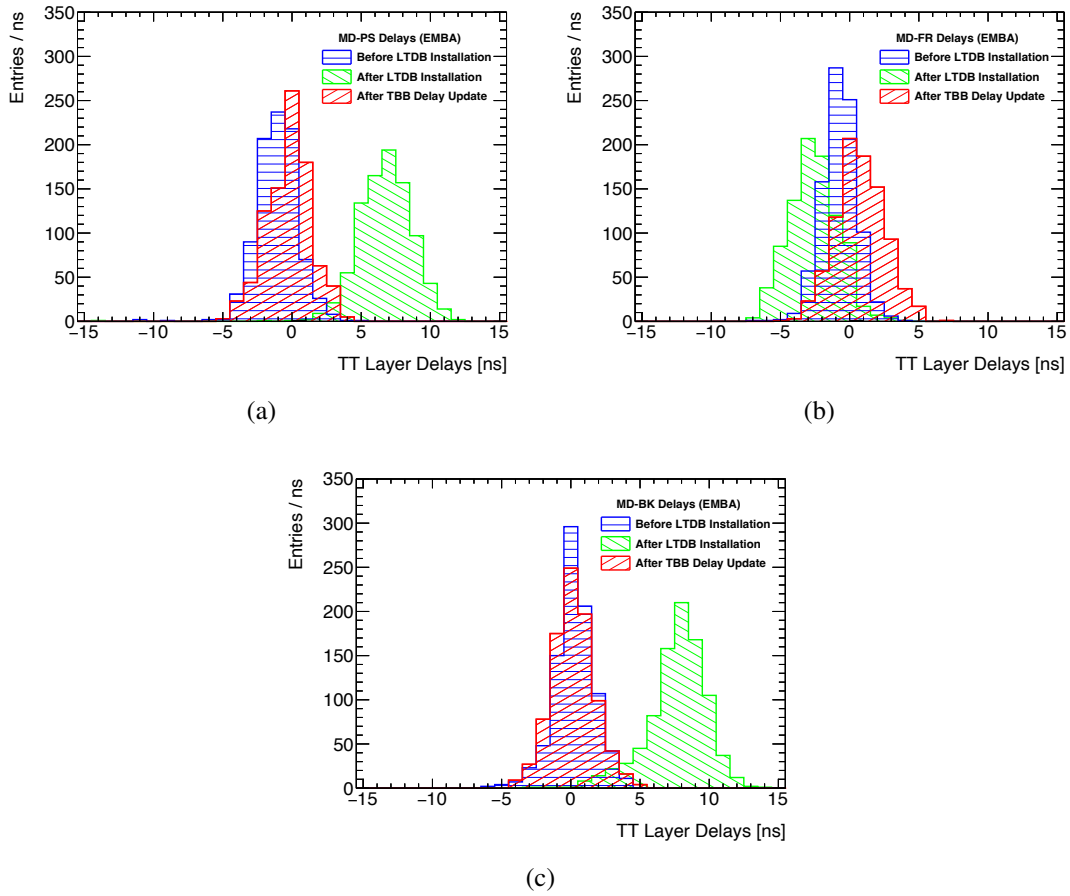 Entries / ns
350
300
250
200
150
100
50
0
MD-PS Delays (EMBA)
Before LTDB Installation
After LTDB Installation
After TBB Delay Update
−15 −10 −5 0 5 10 15
TT Layer Delays [ns]
(a)
Entries / ns
350
300
250
200
150
100
50
0
MD-FR Delays (EMBA)
Before LTDB Installation
After LTDB Installation
After TBB Delay Update
−15 −10 −5 0 5 10 15
TT Layer Delays [ns]
(b)
Entries / ns
350
300
250
200
150
100
50
0
MD-BK Delays (EMBA)
Before LTDB Installation
After LTDB Installation
After TBB Delay Update
−15 −10 −5 0 5 10 15
TT Layer Delays [ns]
(c)